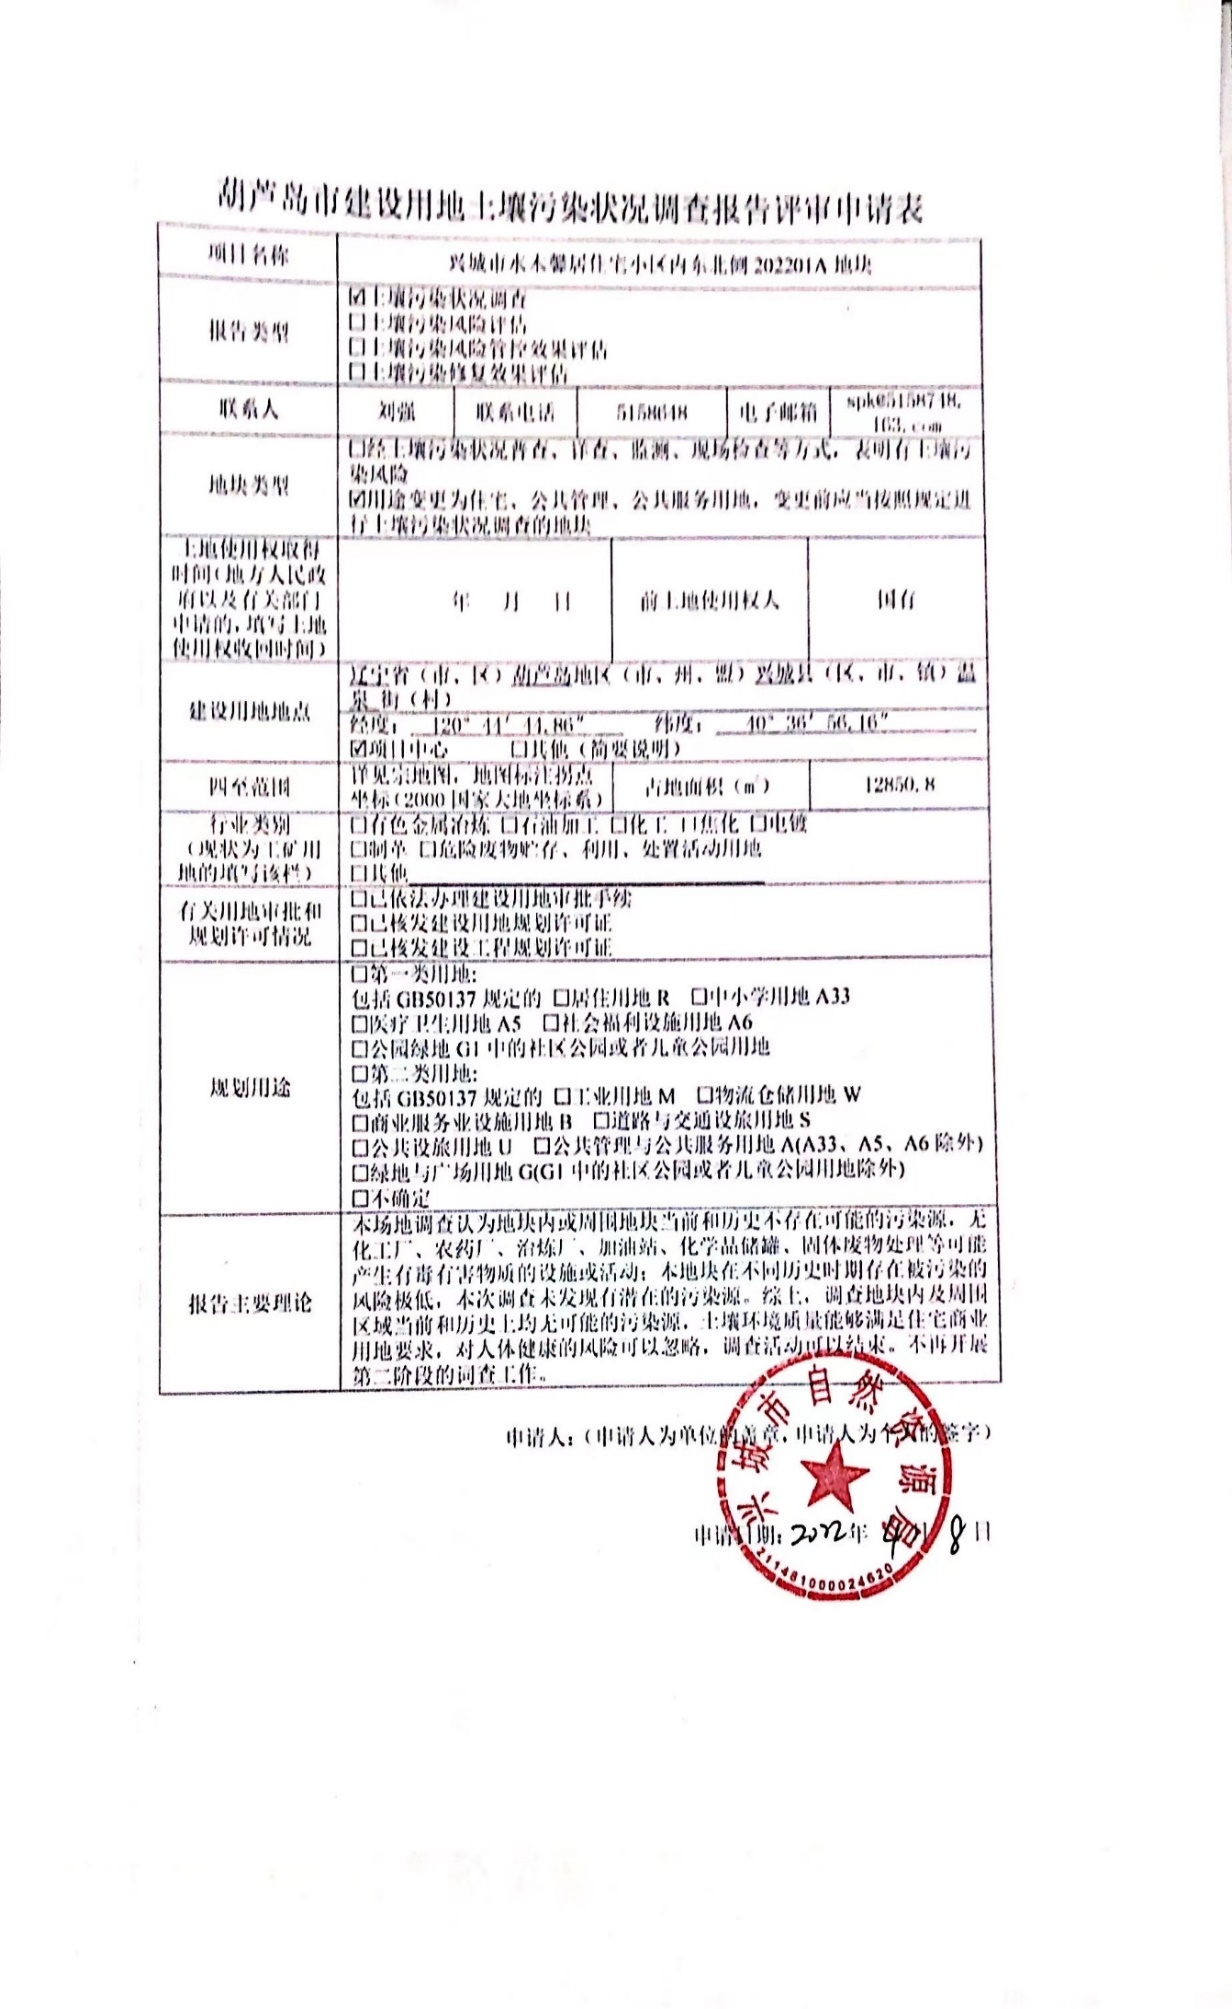 葫芦岛市建设用地土壤污染状况调查报告评审申请表
项目名称
兴城市水木馨居住宅小区内东北侧 202201A 地块
报告类型
☑土壤污染状况调查
□土壤污染风险评估
□土壤污染风险管控效果评估
□土壤污染修复效果评估
联系人 刘强 联系电话 5158648 电子邮箱
spk@5158748.
163.com
地块类型
□经土壤污染状况普查、详查、监测、现场检查等方式，表明有土壤污
染风险
☑用途变更为住宅、公共管理、公共服务用地，变更前应当按照规定进
行土壤污染状况调查的地块
土地使用权取得
时间（地方人民政
府以及有关部门
申请的，填写土地
使用权收回时间）
年 月 日 前土地使用权人 国有
建设用地地点
辽宁省（市、区）葫芦岛地区（市、州、盟）兴城县（区、市、镇）温
泉 街（村）
经度： 120° 44′ 44.86″ 纬度： 40° 36′ 56.16″
☑项目中心 □其他（简要说明）
四至范围
详见宗地图，地图标注拐点
坐标（2000 国家大地坐标系）
占地面积（㎡） 12850.8
行业类别
（现状为工矿用
地的填写该栏）
□有色金属冶炼 □石油加工 □化工 □焦化 □电镀
□制革 □危险废物贮存、利用、处置活动用地
□其他
有关用地审批和
规划许可情况
□已依法办理建设用地审批手续
□已核发建设用地规划许可证
□已核发建设工程规划许可证
规划用途
□第一类用地:
包括 GB50137 规定的 □居住用地 R □中小学用地 A33
□医疗卫生用地 A5 □社会福利设施用地 A6
□公园绿地 G1 中的社区公园或者儿童公园用地
□第二类用地:
包括 GB50137 规定的 □工业用地 M □物流仓储用地 W
□商业服务业设施用地 B □道路与交通设旅用地 S
□公共设旅用地 U □公共管理与公共服务用地 A(A33、A5、A6 除外)
□绿地与广场用地 G(G1 中的社区公园或者儿童公园用地除外)
□不确定
报告主要理论
本场地调查认为地块内或周围地块当前和历史不存在可能的污染源，无
化工厂、农药厂、冶炼厂、加油站、化学品储罐、固体废物处理等可能
产生有毒有害物质的设施或活动；本地块在不同历史时期存在被污染的
风险极低，本次调查未发现有潜在的污染源。综上，调查地块内及周围
区域当前和历史上均无可能的污染源，土壤环境质量能够满足住宅商业
用地要求，对人体健康的风险可以忽略，调查活动可以结束。不再开展
第二阶段的调查工作。
申请人：（申请人为单位的盖章，申请人为个人的签字）
兴城市自然资源局
申请日期：2022年 8日
211481000024620